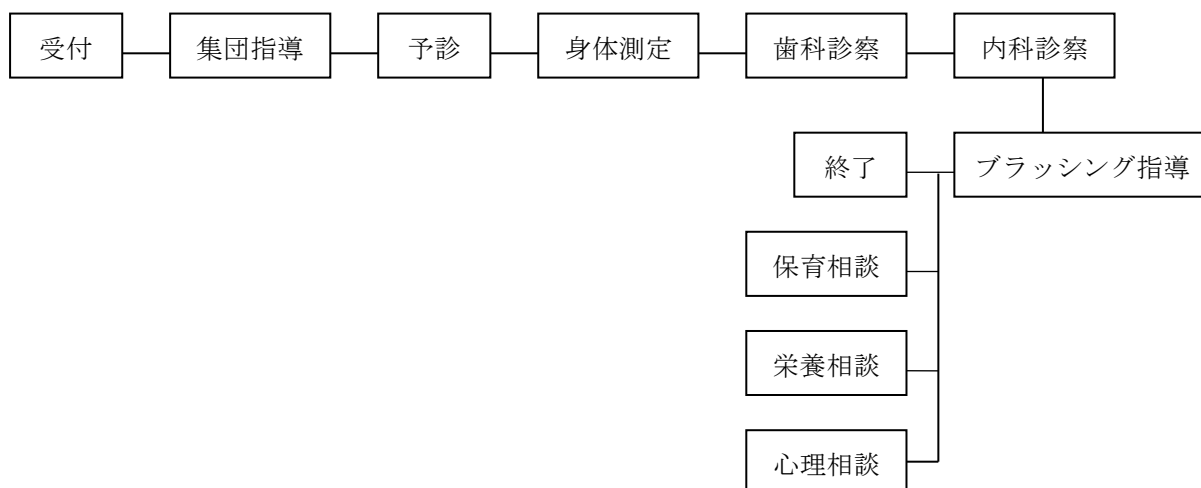 受付
集団指導
予診
身体測定
歯科診察
内科診察
ブラッシング指導
終了
保育相談
栄養相談
心理相談